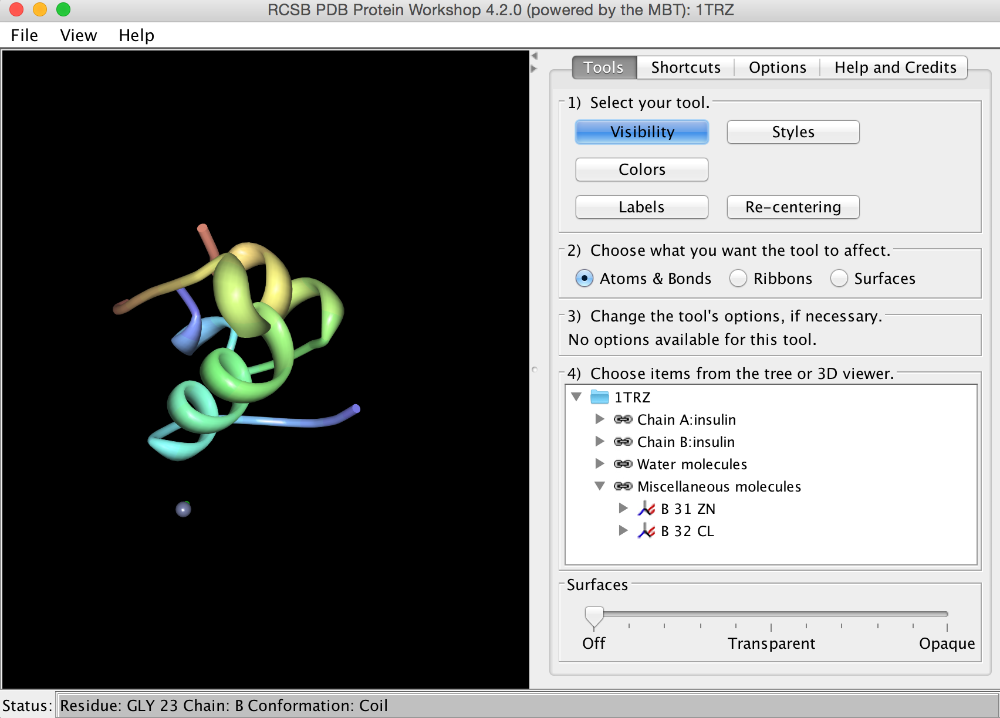 RCSB PDB Protein Workshop 4.2.0 (powered by the MBT): 1TRZ
File View Help
Tools Shortcuts Options Help and Credits
1) Select your tool.
Visibility Styles
Colors
Labels Re-centering
2) Choose what you want the tool to affect.
Atoms & Bonds Ribbons Surfaces
3) Change the tool's options, if necessary.
No options available for this tool.
4) Choose items from the tree or 3D viewer.
1TRZ
Chain A:insulin
Chain B:insulin
Water molecules
Miscellaneous molecules
B 31 ZN
B 32 CL
Surfaces
Off Transparent Opaque
Status: Residue: GLY 23 Chain: B Conformation: Coil